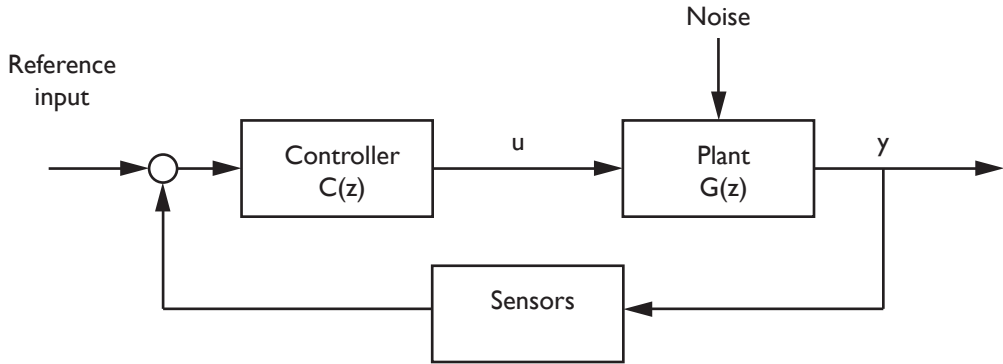 Noise
Reference
input
Controller
C(z)
u
Plant
G(z)
y
Sensors